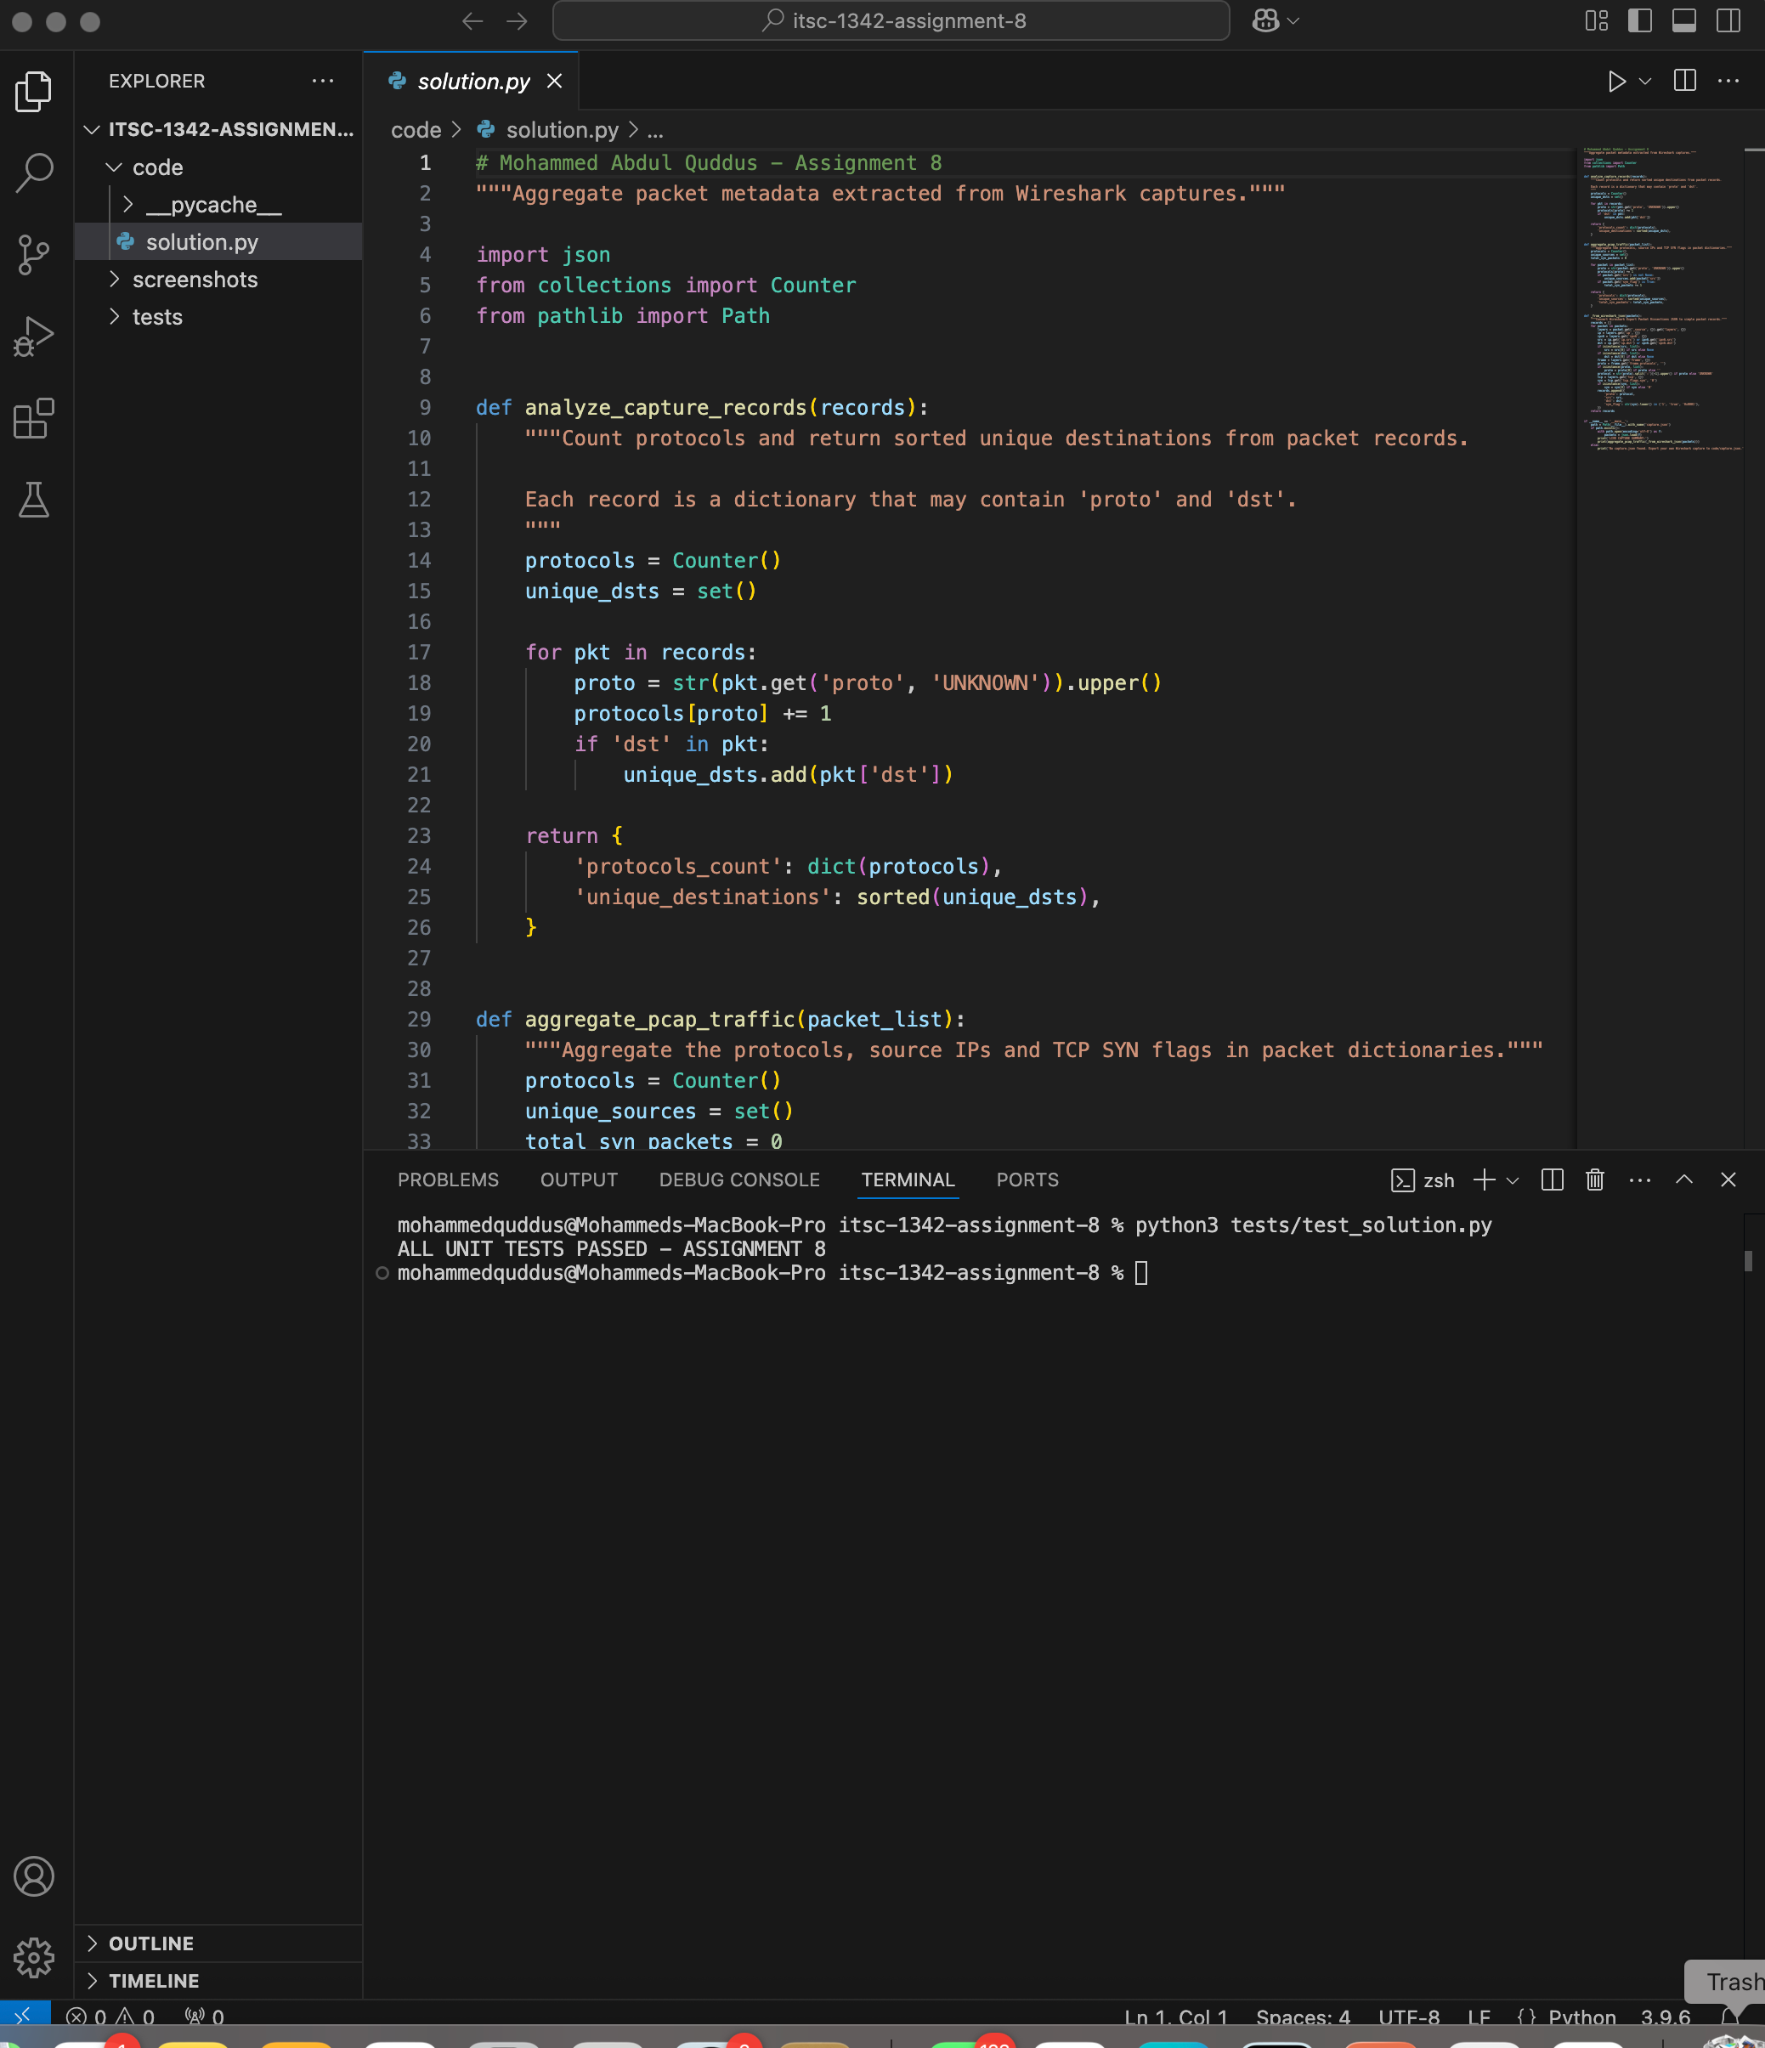 itsc-1342-assignment-8
EXPLORER
ITSC-1342-ASSIGNMEN...
code
__pycache__
solution.py
screenshots
tests
OUTLINE
TIMELINE
solution.py
code > solution.py > ...
1 # Mohammed Abdul Quddus – Assignment 8
2 """Aggregate packet metadata extracted from Wireshark captures."""
3
4 import json
5 from collections import Counter
6 from pathlib import Path
7
8
9 def analyze_capture_records(records):
10 """Count protocols and return sorted unique destinations from packet records.
11
12 Each record is a dictionary that may contain 'proto' and 'dst'.
13 """
14 protocols = Counter()
15 unique_dsts = set()
16
17 for pkt in records:
18 proto = str(pkt.get('proto', 'UNKNOWN')).upper()
19 protocols[proto] += 1
20 if 'dst' in pkt:
21 unique_dsts.add(pkt['dst'])
22
23 return {
24 'protocols_count': dict(protocols),
25 'unique_destinations': sorted(unique_dsts),
26 }
27
28
29 def aggregate_pcap_traffic(packet_list):
30 """Aggregate the protocols, source IPs and TCP SYN flags in packet dictionaries."""
31 protocols = Counter()
32 unique_sources = set()
33 total_syn_packets = 0
PROBLEMS OUTPUT DEBUG CONSOLE TERMINAL PORTS
zsh
mohammedquddus@Mohammeds-MacBook-Pro itsc-1342-assignment-8 % python3 tests/test_solution.py
ALL UNIT TESTS PASSED – ASSIGNMENT 8
mohammedquddus@Mohammeds-MacBook-Pro itsc-1342-assignment-8 %
Trash
0 0 0
Ln 1, Col 1 Spaces: 4 UTF-8 LF {} Python 3.9.6